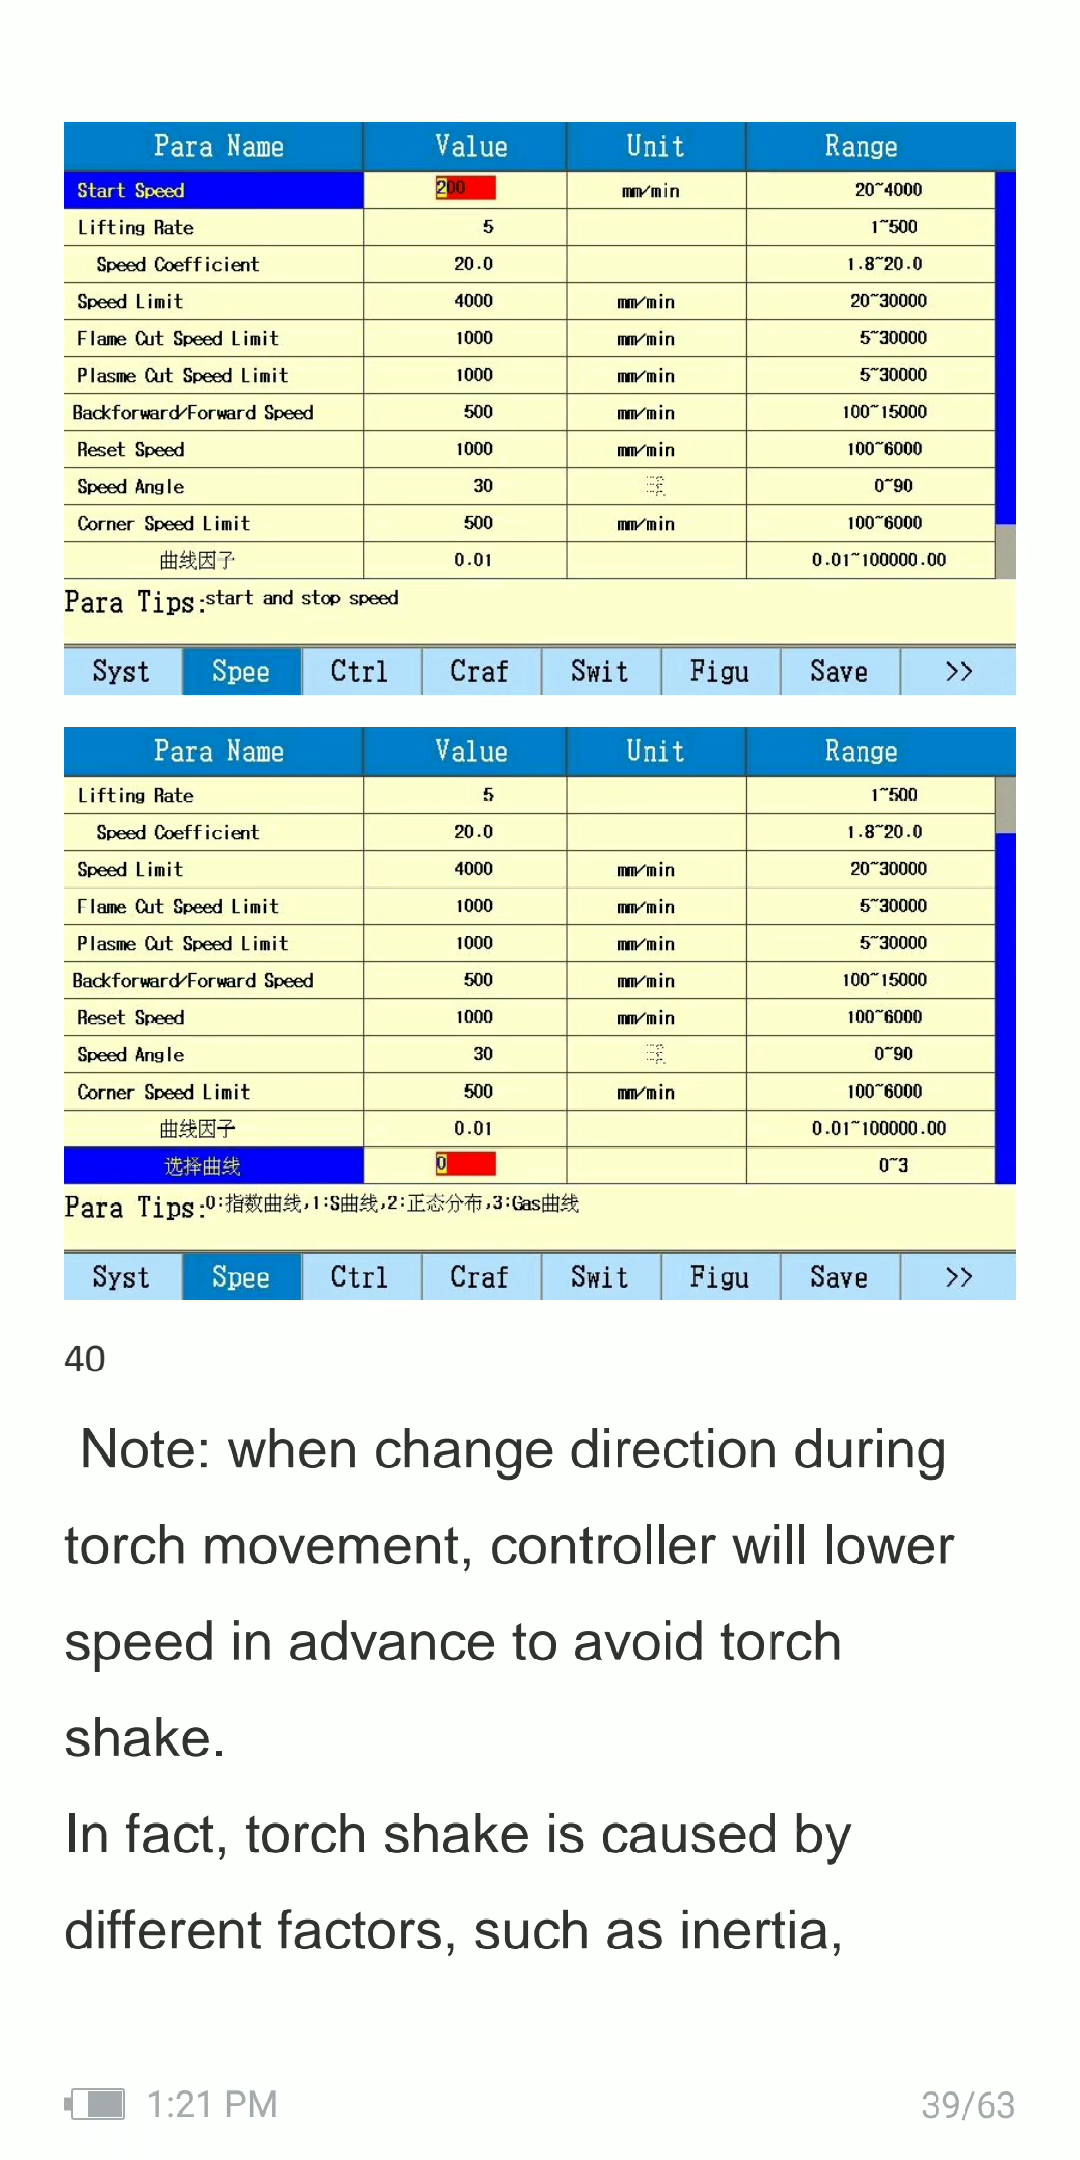 Para Name Value Unit Range
Start Speed 200 mm/min 20~4000
Lifting Rate 5 1~500
Speed Coefficient 20.0 1.8~20.0
Speed Limit 4000 mm/min 20~30000
Flame Cut Speed Limit 1000 mm/min 5~30000
Plasme Cut Speed Limit 1000 mm/min 5~30000
Backforward/Forward Speed 500 mm/min 100~15000
Reset Speed 1000 mm/min 100~6000
Speed Angle 30 0~90
Corner Speed Limit 500 mm/min 100~6000
曲线因子 0.01 0.01~100000.00
Para Tips:start and stop speed
Syst Spee Ctrl Craf Swit Figu Save >>
Para Name Value Unit Range
Lifting Rate 5 1~500
Speed Coefficient 20.0 1.8~20.0
Speed Limit 4000 mm/min 20~30000
Flame Cut Speed Limit 1000 mm/min 5~30000
Plasme Cut Speed Limit 1000 mm/min 5~30000
Backforward/Forward Speed 500 mm/min 100~15000
Reset Speed 1000 mm/min 100~6000
Speed Angle 30 0~90
Corner Speed Limit 500 mm/min 100~6000
曲线因子 0.01 0.01~100000.00
选择曲线 0 0~3
Para Tips:0:指数曲线,1:S曲线,2:正态分布,3:Gas曲线
Syst Spee Ctrl Craf Swit Figu Save >>
40
Note: when change direction during
torch movement, controller will lower
speed in advance to avoid torch
shake.
In fact, torch shake is caused by
different factors, such as inertia,
1:21 PM 39/63